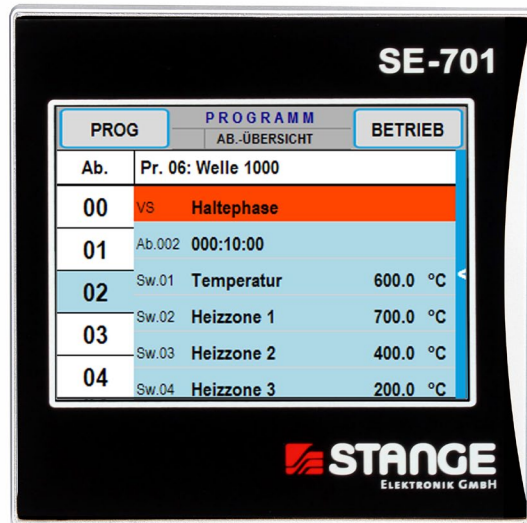 SE-701
PROG
PROGRAMM
AB.-ÜBERSICHT
BETRIEB
Ab. Pr. 06: Welle 1000
00 VS Haltephase
01 Ab.002 000:10:00
02 Sw.01 Temperatur 600.0 °C <
Sw.02 Heizzone 1 700.0 °C
03 Sw.03 Heizzone 2 400.0 °C
04 Sw.04 Heizzone 3 200.0 °C
STANGE
ELEKTRONIK GMBH